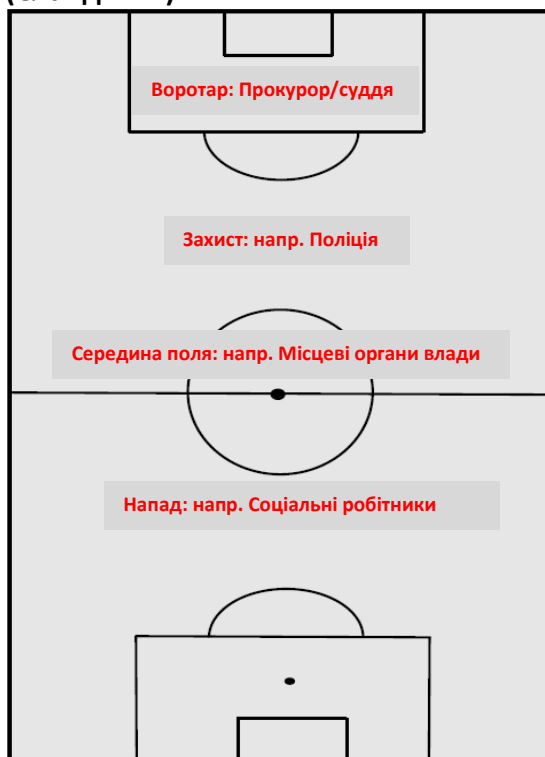 Воротар: Прокурор/суддя
Захист: напр. Поліція
Середина поля: напр. Місцеві органи влади
Напад: напр. Соціальні робітники